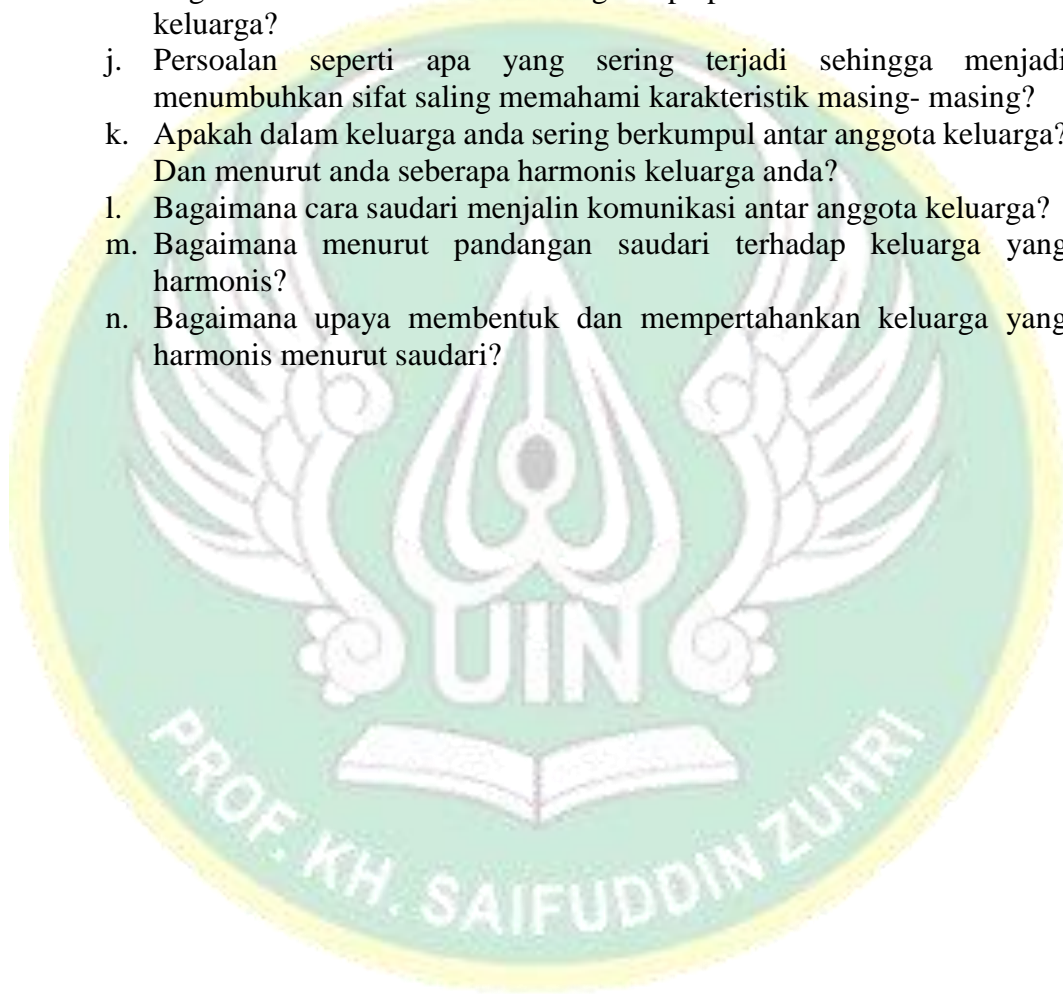 keluarga?
j. Persoalan seperti apa yang sering terjadi sehingga menjadi
menumbuhkan sifat saling memahami karakteristik masing- masing?
k. Apakah dalam keluarga anda sering berkumpul antar anggota keluarga?
Dan menurut anda seberapa harmonis keluarga anda?
l. Bagaimana cara saudari menjalin komunikasi antar anggota keluarga?
m. Bagaimana menurut pandangan saudari terhadap keluarga yang
harmonis?
n. Bagaimana upaya membentuk dan mempertahankan keluarga yang
harmonis menurut saudari?
UIN
PROF. KH. SAIFUDDIN ZUHRI